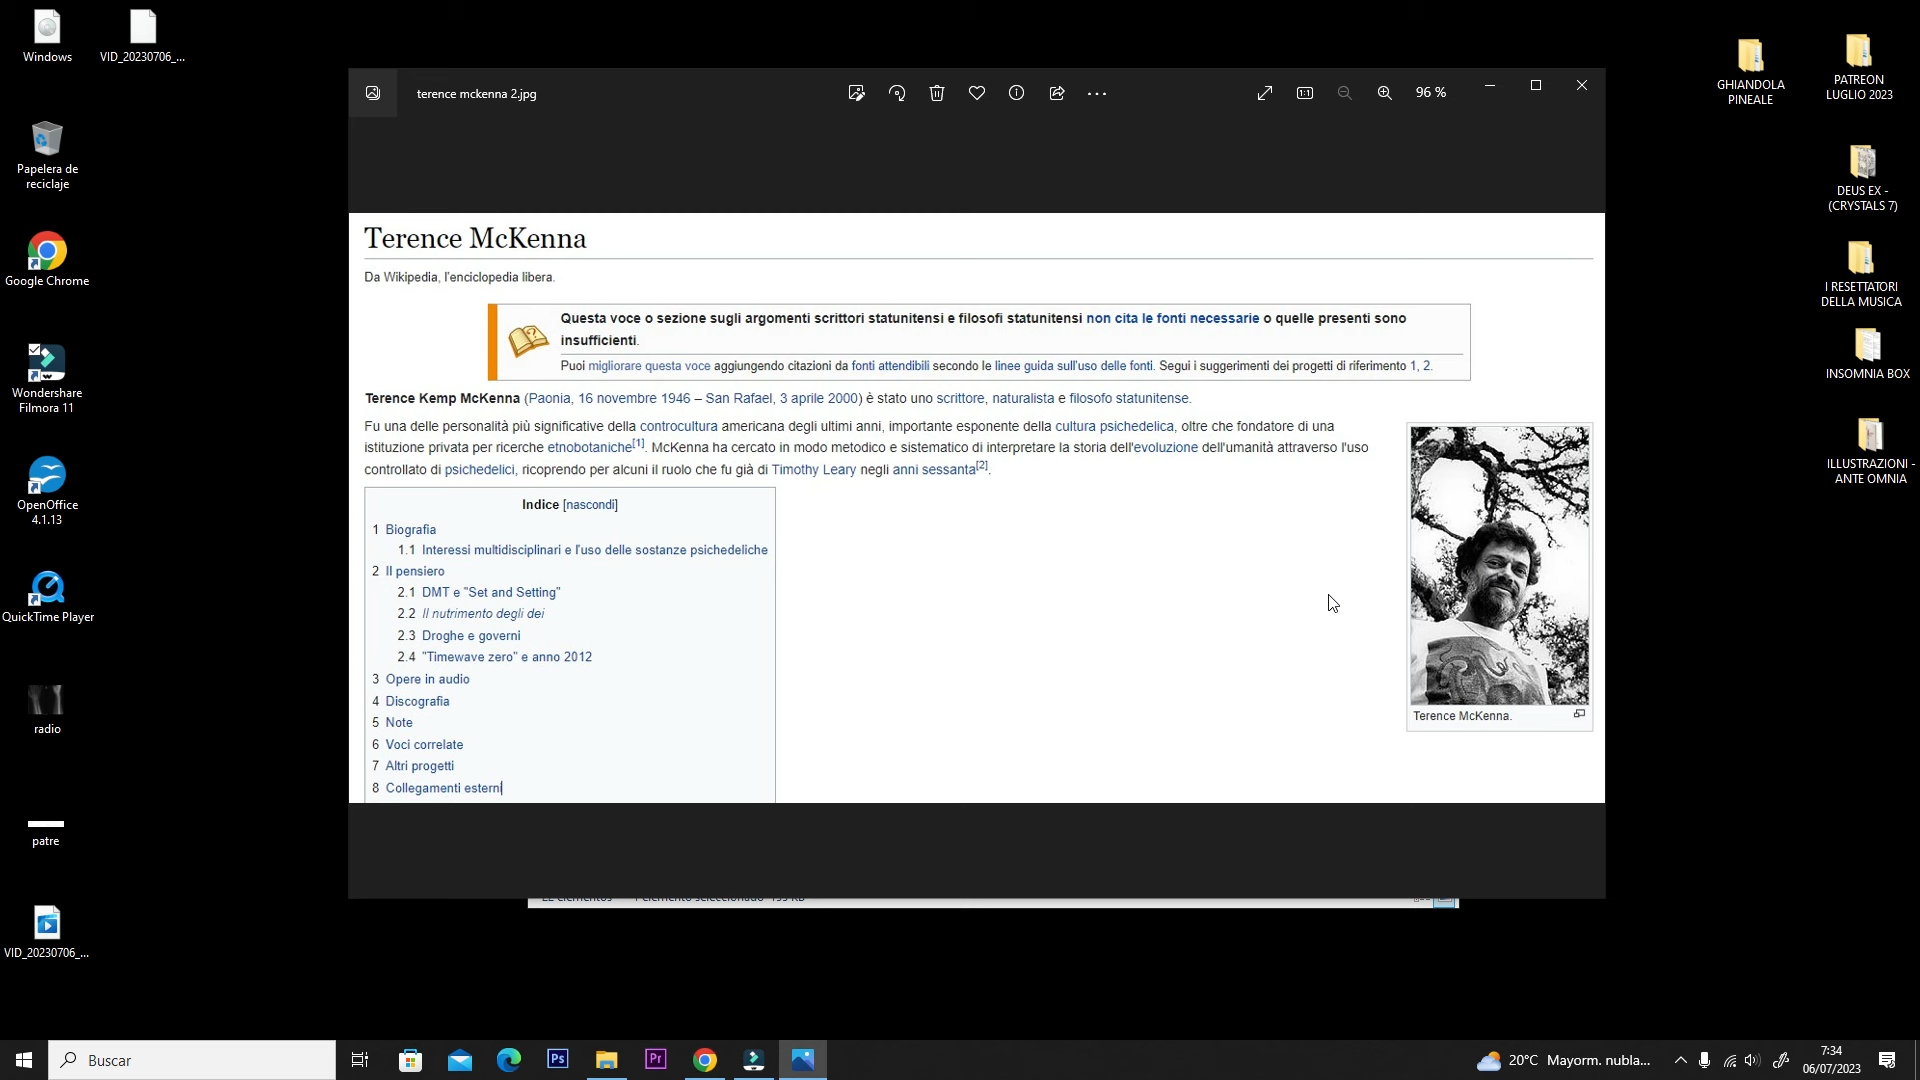 Windows
VID_20230706_...
Papelera de
reciclaje
Google Chrome
Wondershare
Filmora 11
OpenOffice
4.1.13
QuickTime Player
radio
patre
VID_20230706_...
terence mckenna 2.jpg
96 %
Terence McKenna
Da Wikipedia, l'enciclopedia libera.
Questa voce o sezione sugli argomenti scrittori statunitensi e filosofi statunitensi non cita le fonti necessarie o quelle presenti sono
insufficienti.
Puoi migliorare questa voce aggiungendo citazioni da fonti attendibili secondo le linee guida sull'uso delle fonti. Segui i suggerimenti dei progetti di riferimento 1, 2.
Terence Kemp McKenna (Paonia, 16 novembre 1946 – San Rafael, 3 aprile 2000) è stato uno scrittore, naturalista e filosofo statunitense.
Fu una delle personalità più significative della controcultura americana degli ultimi anni, importante esponente della cultura psichedelica, oltre che fondatore di una
istituzione privata per ricerche etnobotaniche[1]. McKenna ha cercato in modo metodico e sistematico di interpretare la storia dell'evoluzione dell'umanità attraverso l'uso
controllato di psichedelici, ricoprendo per alcuni il ruolo che fu già di Timothy Leary negli anni sessanta[2].
Indice [nascondi]
1 Biografia
1.1 Interessi multidisciplinari e l'uso delle sostanze psichedeliche
2 Il pensiero
2.1 DMT e "Set and Setting"
2.2 Il nutrimento degli dei
2.3 Droghe e governi
2.4 "Timewave zero" e anno 2012
3 Opere in audio
4 Discografia
5 Note
6 Voci correlate
7 Altri progetti
8 Collegamenti esterni
Terence McKenna.
GHIANDOLA
PINEALE
PATREON
LUGLIO 2023
DEUS EX -
(CRYSTALS 7)
I RESETTATORI
DELLA MUSICA
INSOMNIA BOX
ILLUSTRAZIONI -
ANTE OMNIA
Buscar
Ps
Pr
20°C Mayorm. nubla...
7:34
06/07/2023